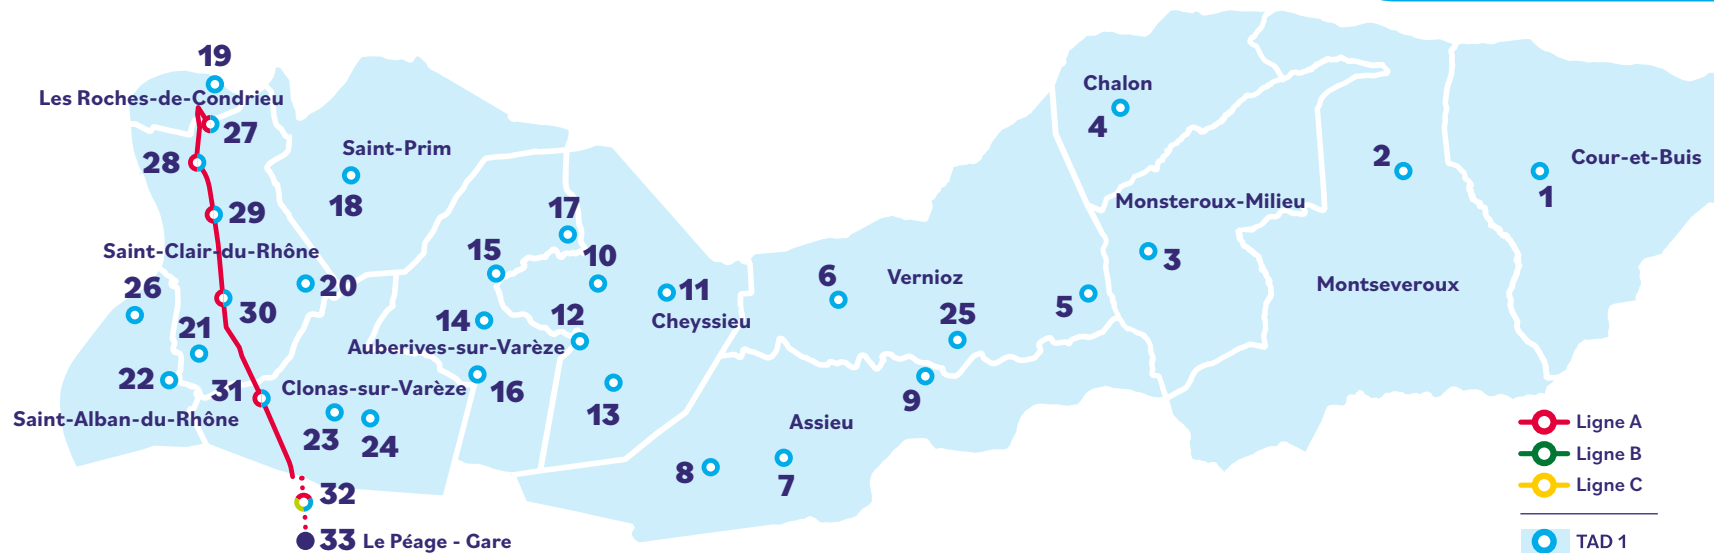 19
Les Roches-de-Condrieu
27
28
Saint-Prim
18
29
Saint-Clair-du-Rhône
20
26
30
21
22
31
Saint-Alban-du-Rhône
Clonas-sur-Varèze
23
24
32
33 Le Péage - Gare
17
15
10
14
12
11
Cheyssieu
Auberives-sur-Varèze
16
13
6
Vernioz
25
5
9
Assieu
8
7
Chalon
4
Monsteroux-Milieu
3
2
Montseveroux
Cour-et-Buis
1
Ligne A
Ligne B
Ligne C
TAD 1